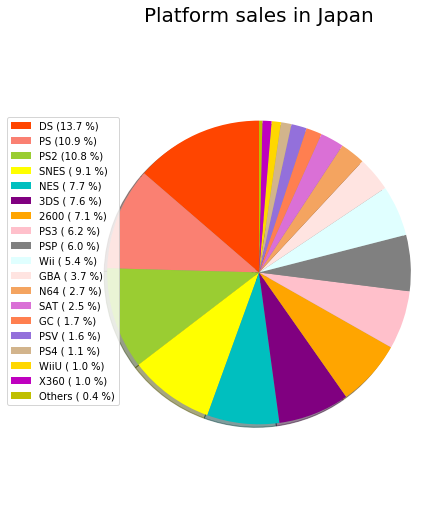 Platform sales in Japan
DS (13.7 %)
PS (10.9 %)
PS2 (10.8 %)
SNES ( 9.1 %)
NES ( 7.7 %)
3DS ( 7.6 %)
2600 ( 7.1 %)
PS3 ( 6.2 %)
PSP ( 6.0 %)
Wii ( 5.4 %)
GBA ( 3.7 %)
N64 ( 2.7 %)
SAT ( 2.5 %)
GC ( 1.7 %)
PSV ( 1.6 %)
PS4 ( 1.1 %)
WiiU ( 1.0 %)
X360 ( 1.0 %)
Others ( 0.4 %)